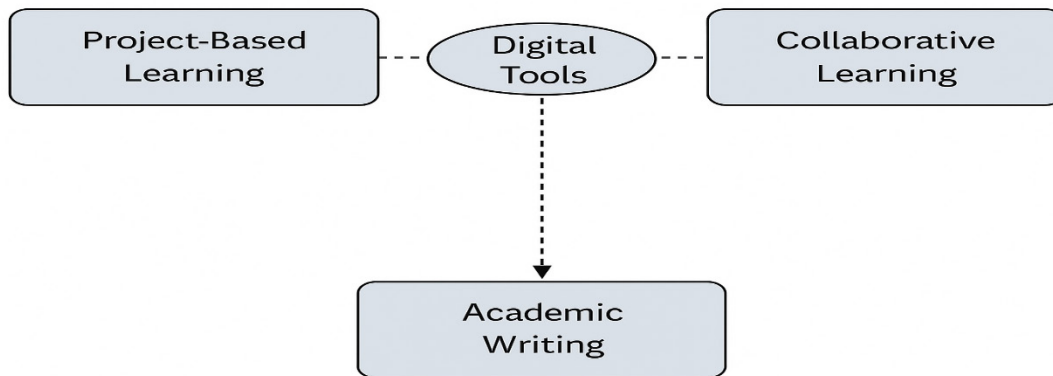 Project-Based
Learning
Digital
Tools
Collaborative
Learning
Academic
Writing